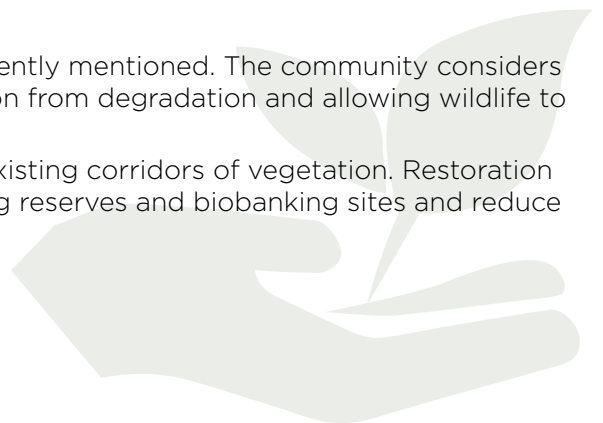 ently mentioned. The community considers
on from degradation and allowing wildlife to
xisting corridors of vegetation. Restoration
g reserves and biobanking sites and reduce